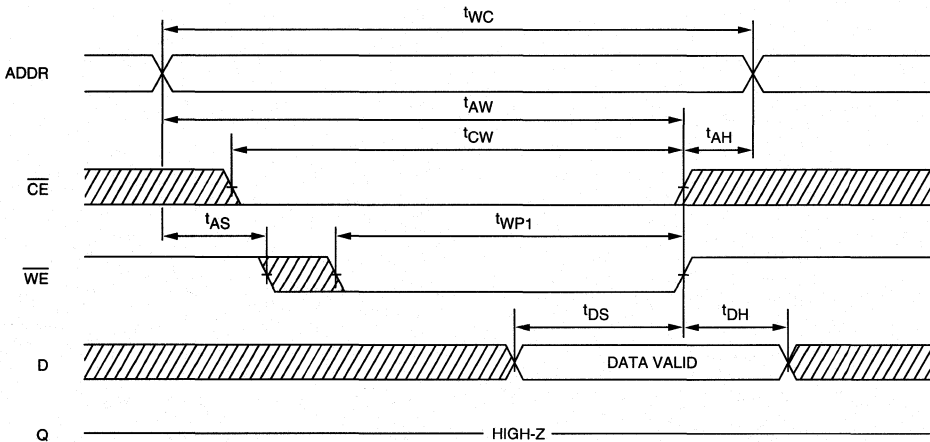 tWC
ADDR
tAW
tCW
tAH
CE
tAS
tWP1
WE
tDS
tDH
D
DATA VALID
Q
HIGH-Z